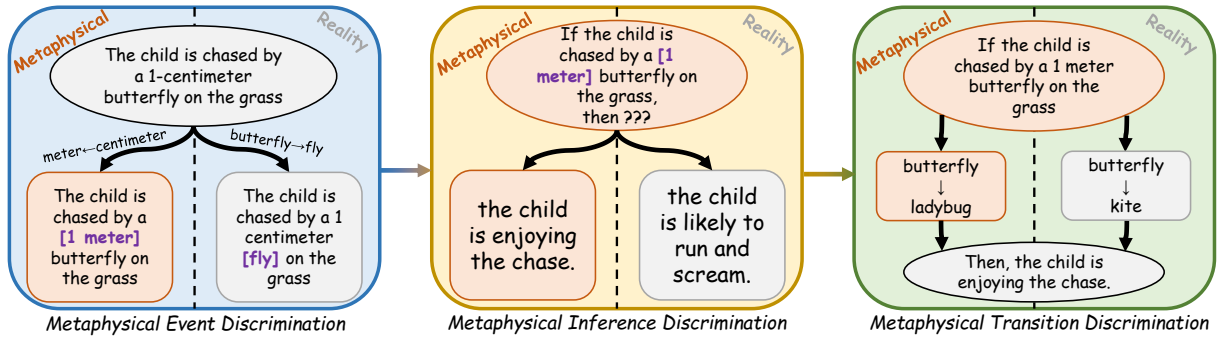 Metaphysical
Reality
The child is chased by
a 1-centimeter
butterfly on the grass
meter←centimeter
butterfly→fly
The child is
chased by a
[1 meter]
butterfly on
the grass
The child is
chased by a 1
centimeter
[fly] on the
grass
Metaphysical Event Discrimination
Metaphysical
Reality
If the child is
chased by a [1
meter] butterfly on
the grass,
then ???
the child
is enjoying
the chase.
the child
is likely to
run and
scream.
Metaphysical Inference Discrimination
Metaphysical
Reality
If the child is
chased by a 1 meter
butterfly on the
grass
butterfly
↓
ladybug
butterfly
↓
kite
Then, the child is
enjoying the chase.
Metaphysical Transition Discrimination